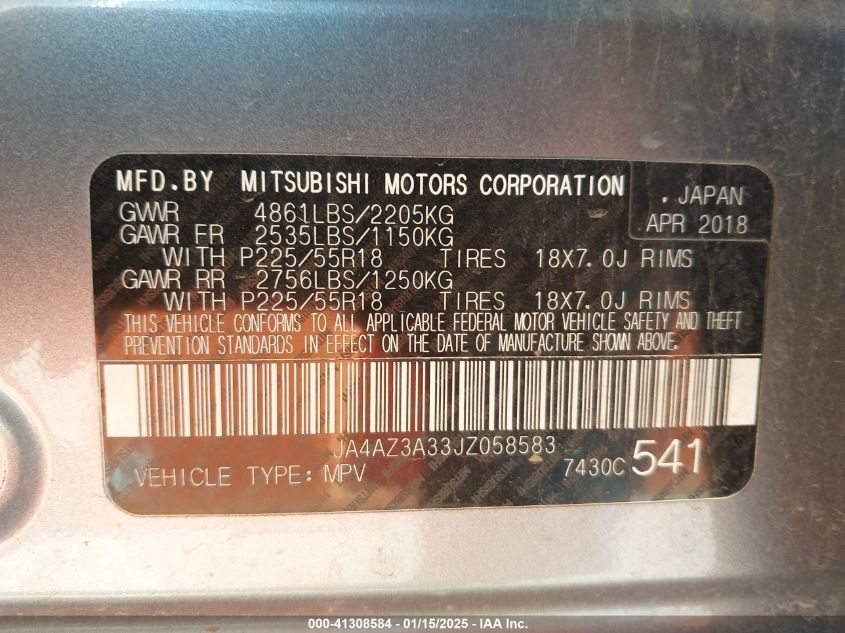 MFD.BY MITSUBISHI MOTORS CORPORATION
. JAPAN
APR 2018
GVWR 4861LBS/2205KG
GAWR FR 2535LBS/1150KG
WITH P225/55R18 TIRES 18X7.0J RIMS
GAWR RR 2756LBS/1250KG
WITH P225/55R18 TIRES 18X7.0J RIMS
THIS VEHICLE CONFORMS TO ALL APPLICABLE FEDERAL MOTOR VEHICLE SAFETY AND THEFT
PREVENTION STANDARDS IN EFFECT ON THE DATE OF MANUFACTURE SHOWN ABOVE.
JA4AZ3A33JZ058583
VEHICLE TYPE: MPV
7430C 541
000-41308584 - 01/15/2025 - IAA Inc.